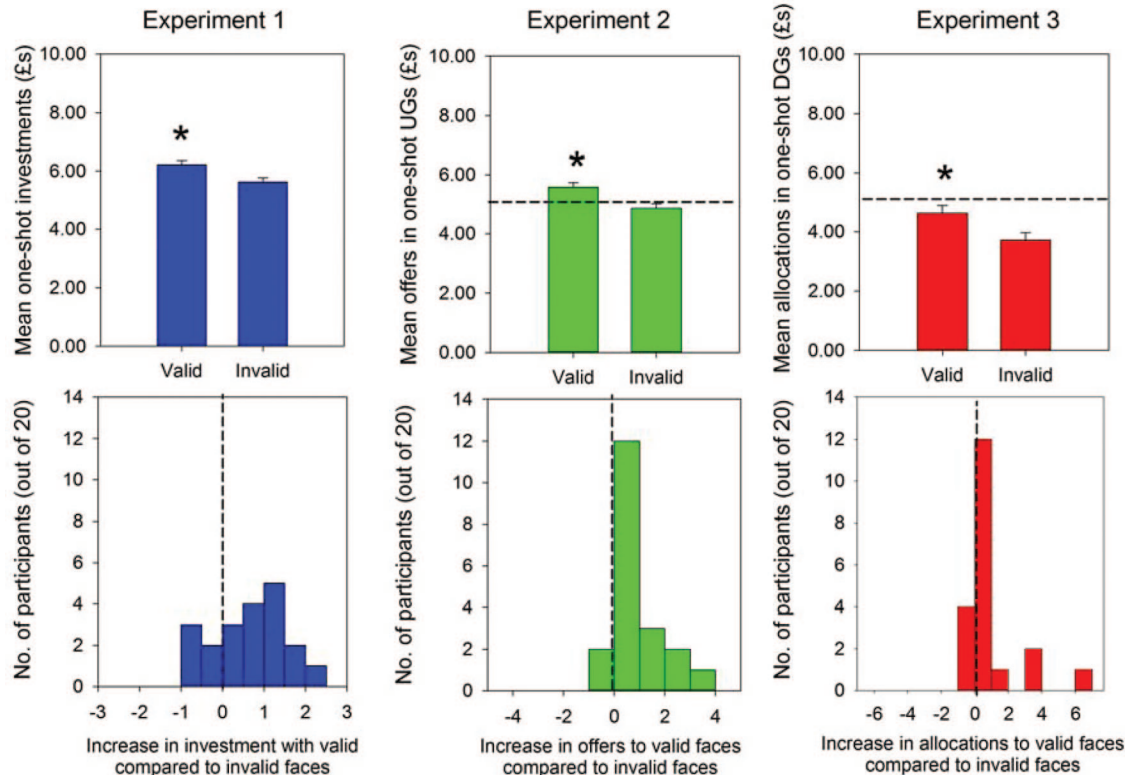 Experiment 1
Experiment 2
Experiment 3
Mean one-shot investments (£s)
10.00
8.00
6.00
4.00
2.00
0.00
*
Valid Invalid
Mean offers in one-shot UGs (£s)
10.00
8.00
6.00
4.00
2.00
0.00
*
Valid Invalid
Mean allocations in one-shot DGs (£s)
10.00
8.00
6.00
4.00
2.00
0.00
*
Valid Invalid
No. of participants (out of 20)
14
12
10
8
6
4
2
0
-3 -2 -1 0 1 2 3
Increase in investment with valid
compared to invalid faces
No. of participants (out of 20)
14
12
10
8
6
4
2
0
-4 -2 0 2 4
Increase in offers to valid faces
compared to invalid faces
No. of participants (out of 20)
14
12
10
8
6
4
2
0
-6 -4 -2 0 2 4 6
Increase in allocations to valid faces
compared to invalid faces